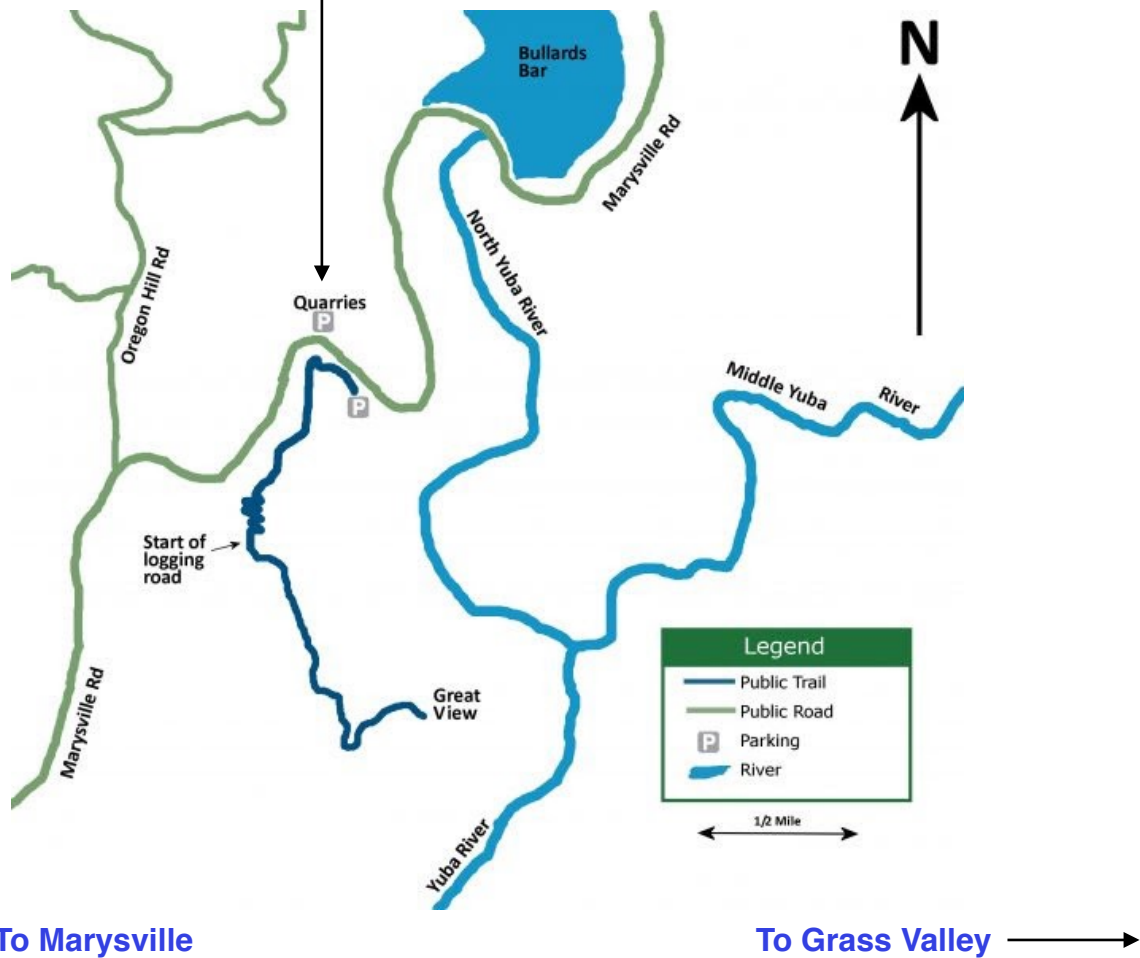 N
Bullards
Bar
Marysville Rd
North Yuba River
Oregon Hill Rd
Quarries
P
P
Middle Yuba
River
Start of
logging
road
Great
View
Marysville Rd
Yuba River
Legend
Public Trail
Public Road
P
Parking
River
1/2 Mile
To Marysville
To Grass Valley